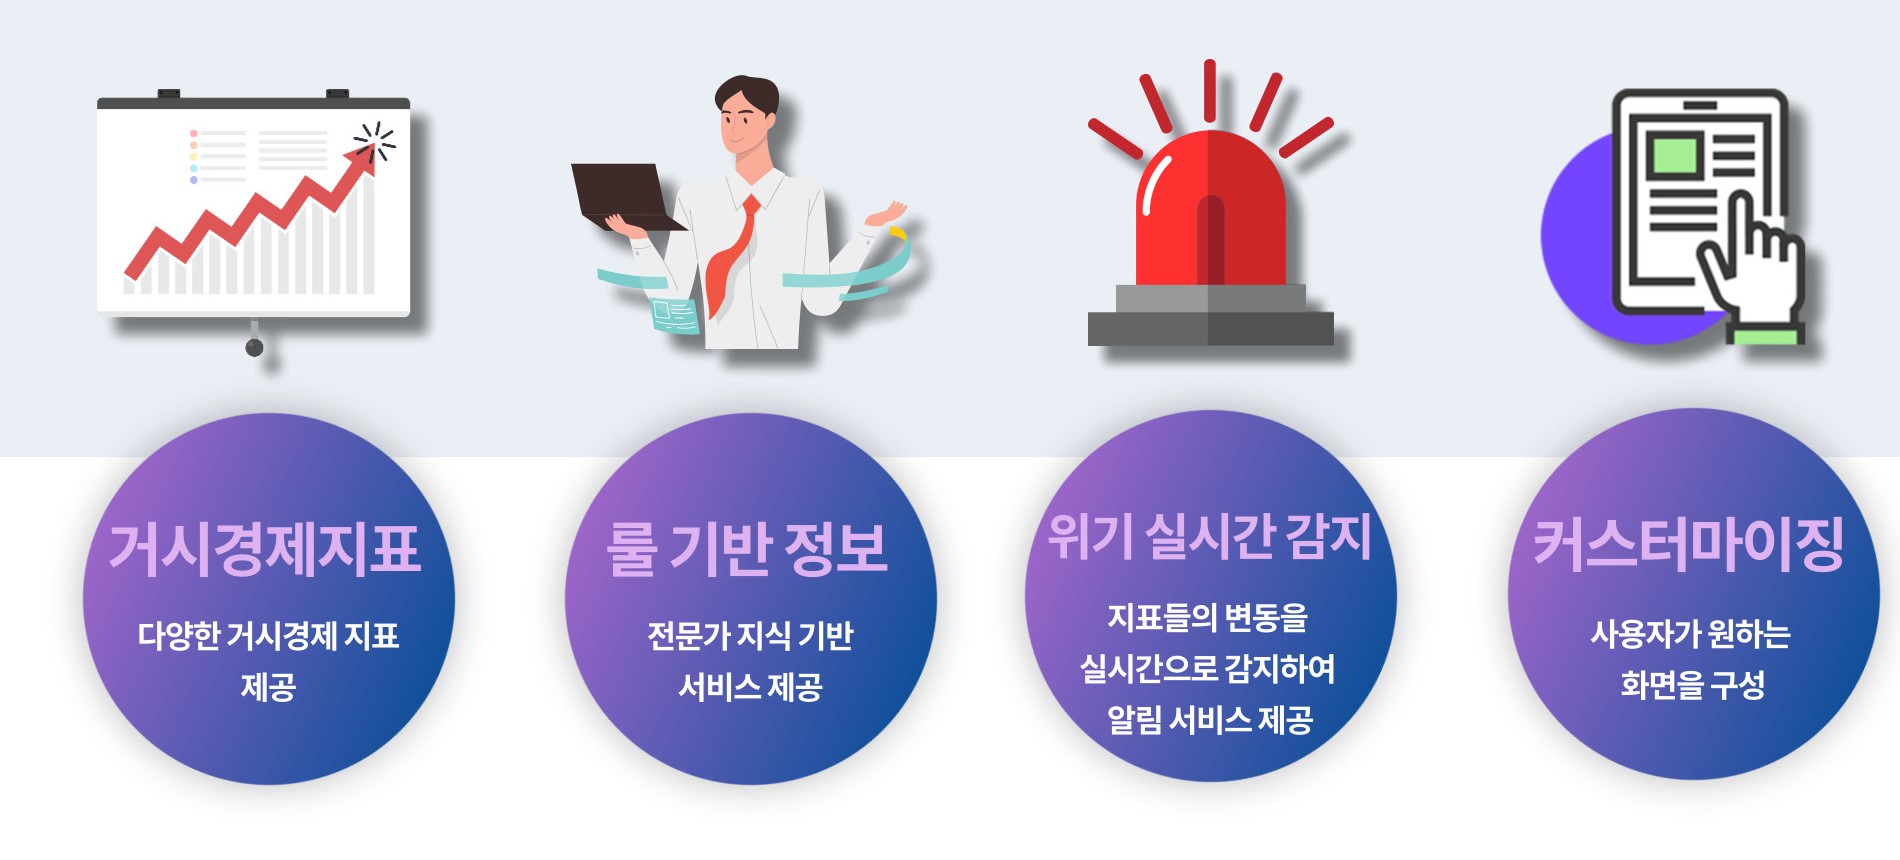 거시경제지표
다양한 거시경제 지표
제공
룰 기반 정보
전문가 지식 기반
서비스 제공
위기 실시간 감지
지표들의 변동을
실시간으로 감지하여
알림 서비스 제공
커스터마이징
사용자가 원하는
화면을 구성